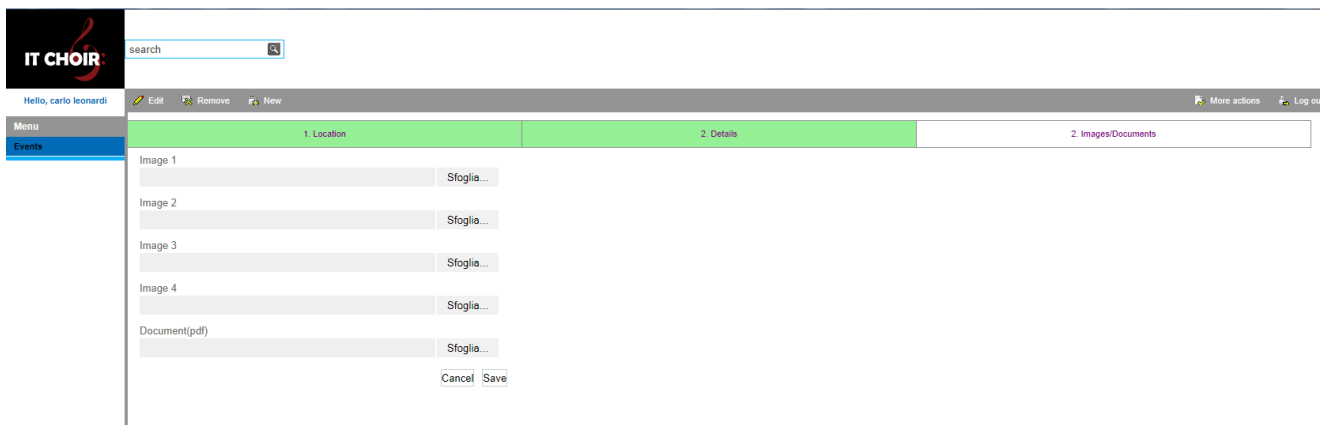 IT CHOIR:
search
Hello, carlo leonardi
Edit Remove New More actions Log ou
Menu
Events
1. Location 2. Details 2. Images/Documents
Image 1
Sfoglia...
Image 2
Sfoglia...
Image 3
Sfoglia...
Image 4
Sfoglia...
Document(pdf)
Sfoglia...
Cancel Save